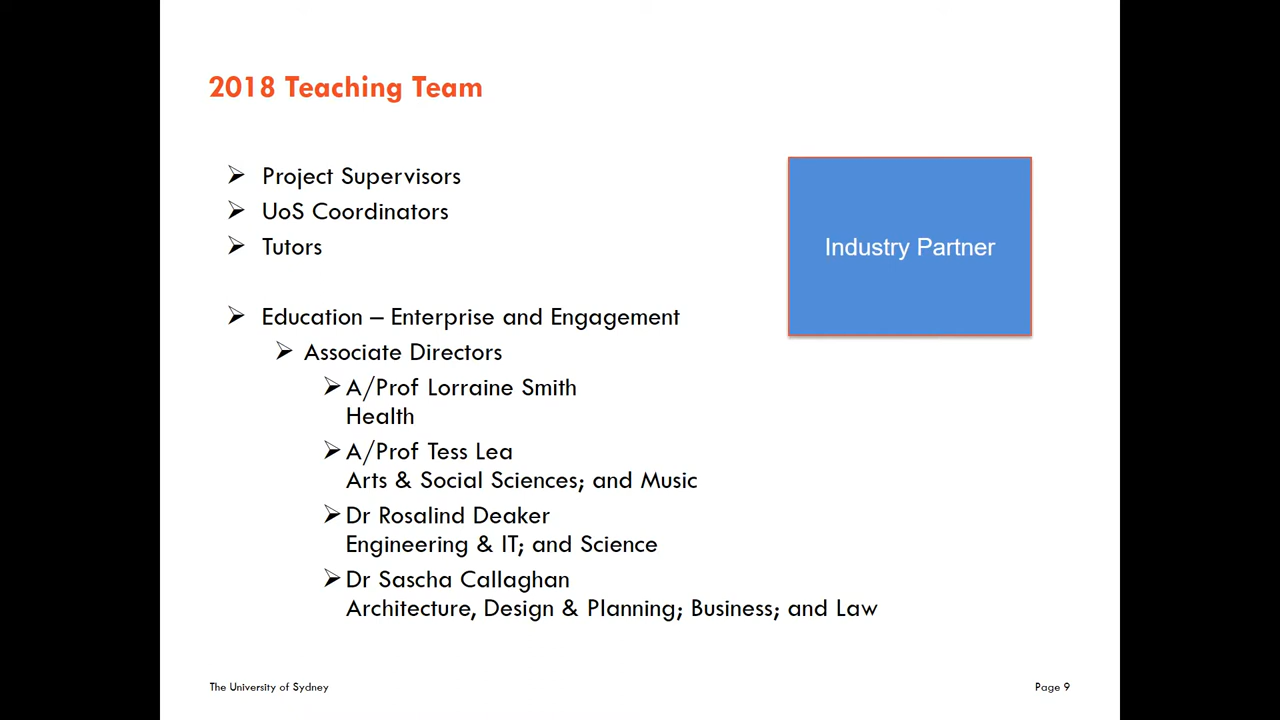 2018 Teaching Team
Project Supervisors
UoS Coordinators
Tutors
Industry Partner
Education – Enterprise and Engagement
Associate Directors
A/Prof Lorraine Smith
Health
A/Prof Tess Lea
Arts & Social Sciences; and Music
Dr Rosalind Deaker
Engineering & IT; and Science
Dr Sascha Callaghan
Architecture, Design & Planning; Business; and Law
The University of Sydney
Page 9